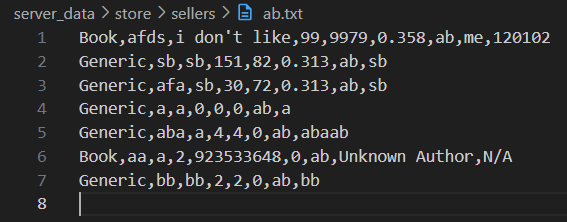 server_data > store > sellers > ab.txt
1 Book,afds,i don't like,99,9979,0.358,ab,me,120102
2 Generic,sb,sb,151,82,0.313,ab,sb
3 Generic,afa,sb,30,72,0.313,ab,sb
4 Generic,a,a,0,0,0,ab,a
5 Generic,aba,a,4,4,0,ab,abaab
6 Book,aa,a,2,923533648,0,ab,Unknown Author,N/A
7 Generic,bb,bb,2,2,0,ab,bb
8